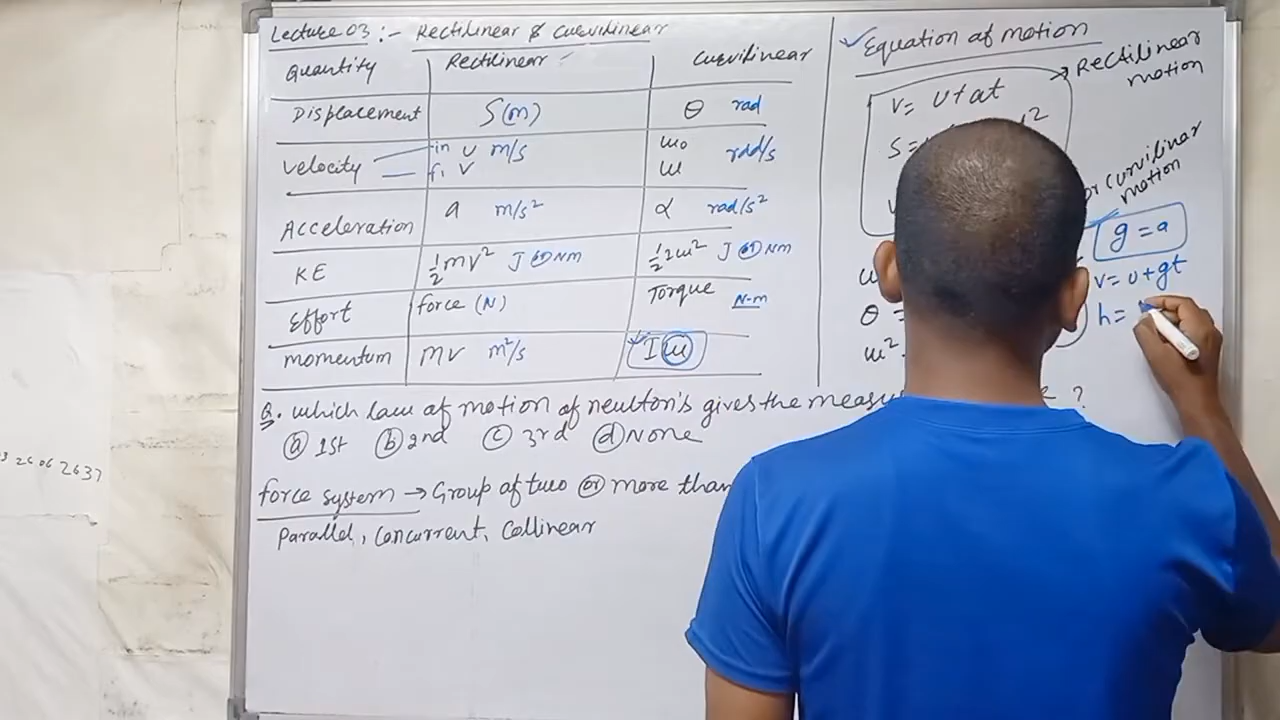 Lecture 03 :- Rectilinear & Curvilinear
Quantity Rectilinear Curvilinear
Displacement S(m) θ rad
Velocity in u m/s ω₀ rad/s
fi v ω
Acceleration a m/s² α rad/s²
KE ½mv² J or Nm ½Iω² J or Nm
Effort force (N) Torque N-m
momentum mv m²/s Iω
Q. which law of motion of newton's gives the measu ?
(a) 1st (b) 2nd (c) 3rd (d) None
force system → Group of two or more than
Parallel, Concurrent, Collinear
✓ Equation of motion
v = u + at → Rectilinear motion
S =
curvilinear motion
θ =
ω²
g = a
v = u + gt
h =